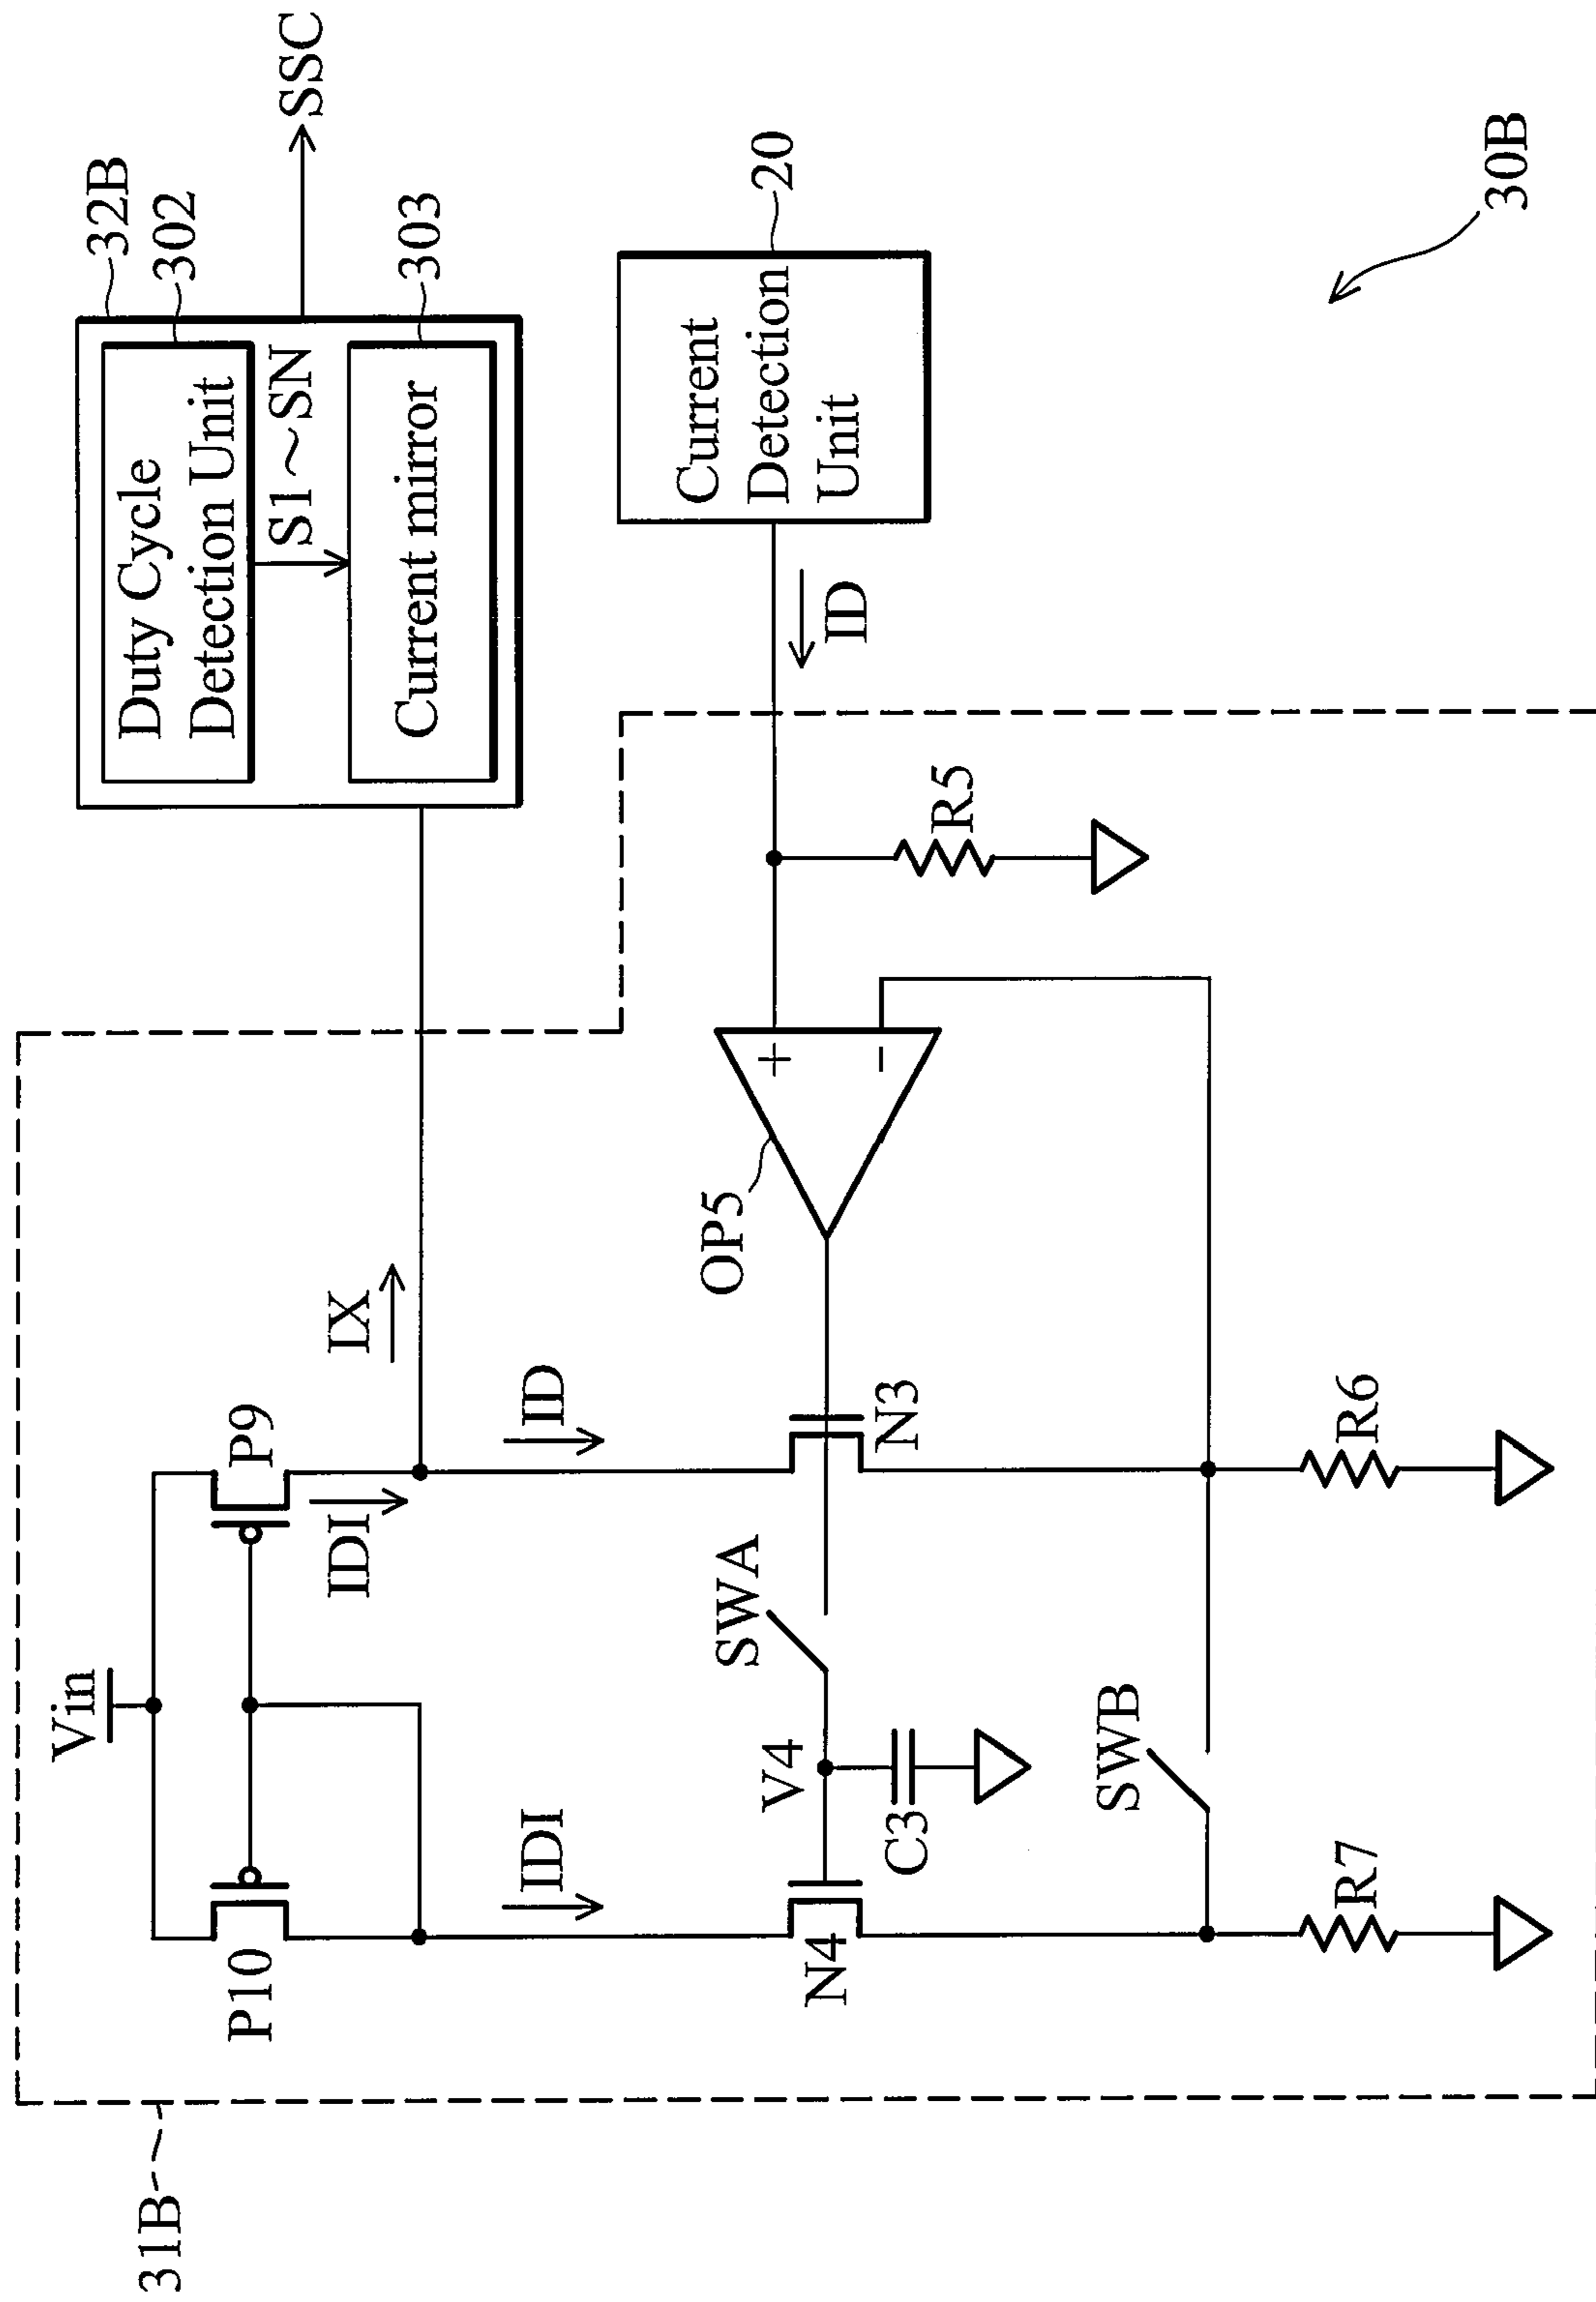 31B
Vin
P10
P9
IDI
IDI
IX
ID
N4
V4
C3
SWA
N3
OP5
SWB
R7
R6
R5
ID
32B
302
303
Duty Cycle
Detection Unit
S1~SN
Current mirror
SSC
20
Current
Detection
Unit
30B
+
-